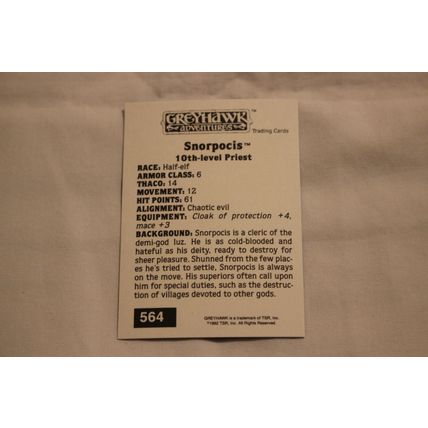 GREYHAWK™
ADVENTURES
Trading Cards
Snorpocis™
10th-level Priest
RACE: Half-elf
ARMOR CLASS: 6
THACO: 14
MOVEMENT: 12
HIT POINTS: 61
ALIGNMENT: Chaotic evil
EQUIPMENT: Cloak of protection +4,
mace +3
BACKGROUND: Snorpocis is a cleric of the
demi-god Iuz. He is as cold-blooded and
hateful as his deity, ready to destroy for
sheer pleasure. Shunned from the few plac-
es he's tried to settle, Snorpocis is always
on the move. His superiors often call upon
him for special duties, such as the destruc-
tion of villages devoted to other gods.
564
GREYHAWK is a trademark of TSR, Inc.
©1992 TSR, Inc. All Rights Reserved.